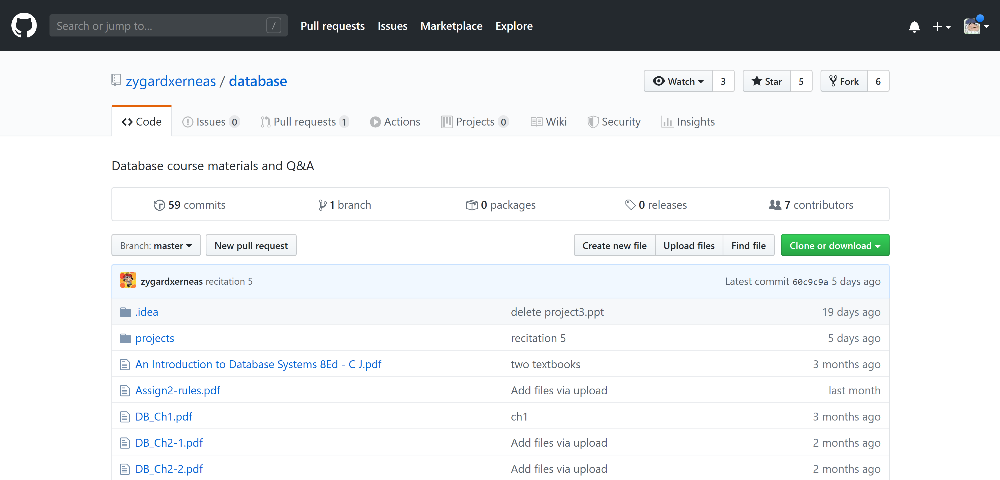 Search or jump to... / Pull requests Issues Marketplace Explore
zygardxerneas / database Watch 3 Star 5 Fork 6
Code Issues 0 Pull requests 1 Actions Projects 0 Wiki Security Insights
Database course materials and Q&A
59 commits 1 branch 0 packages 0 releases 7 contributors
Branch: master New pull request Create new file Upload files Find file Clone or download
zygardxerneas recitation 5 Latest commit 60c9c9a 5 days ago
.idea delete project3.ppt 19 days ago
projects recitation 5 5 days ago
An Introduction to Database Systems 8Ed - C J.pdf two textbooks 3 months ago
Assign2-rules.pdf Add files via upload last month
DB_Ch1.pdf ch1 3 months ago
DB_Ch2-1.pdf Add files via upload 2 months ago
DB_Ch2-2.pdf Add files via upload 2 months ago